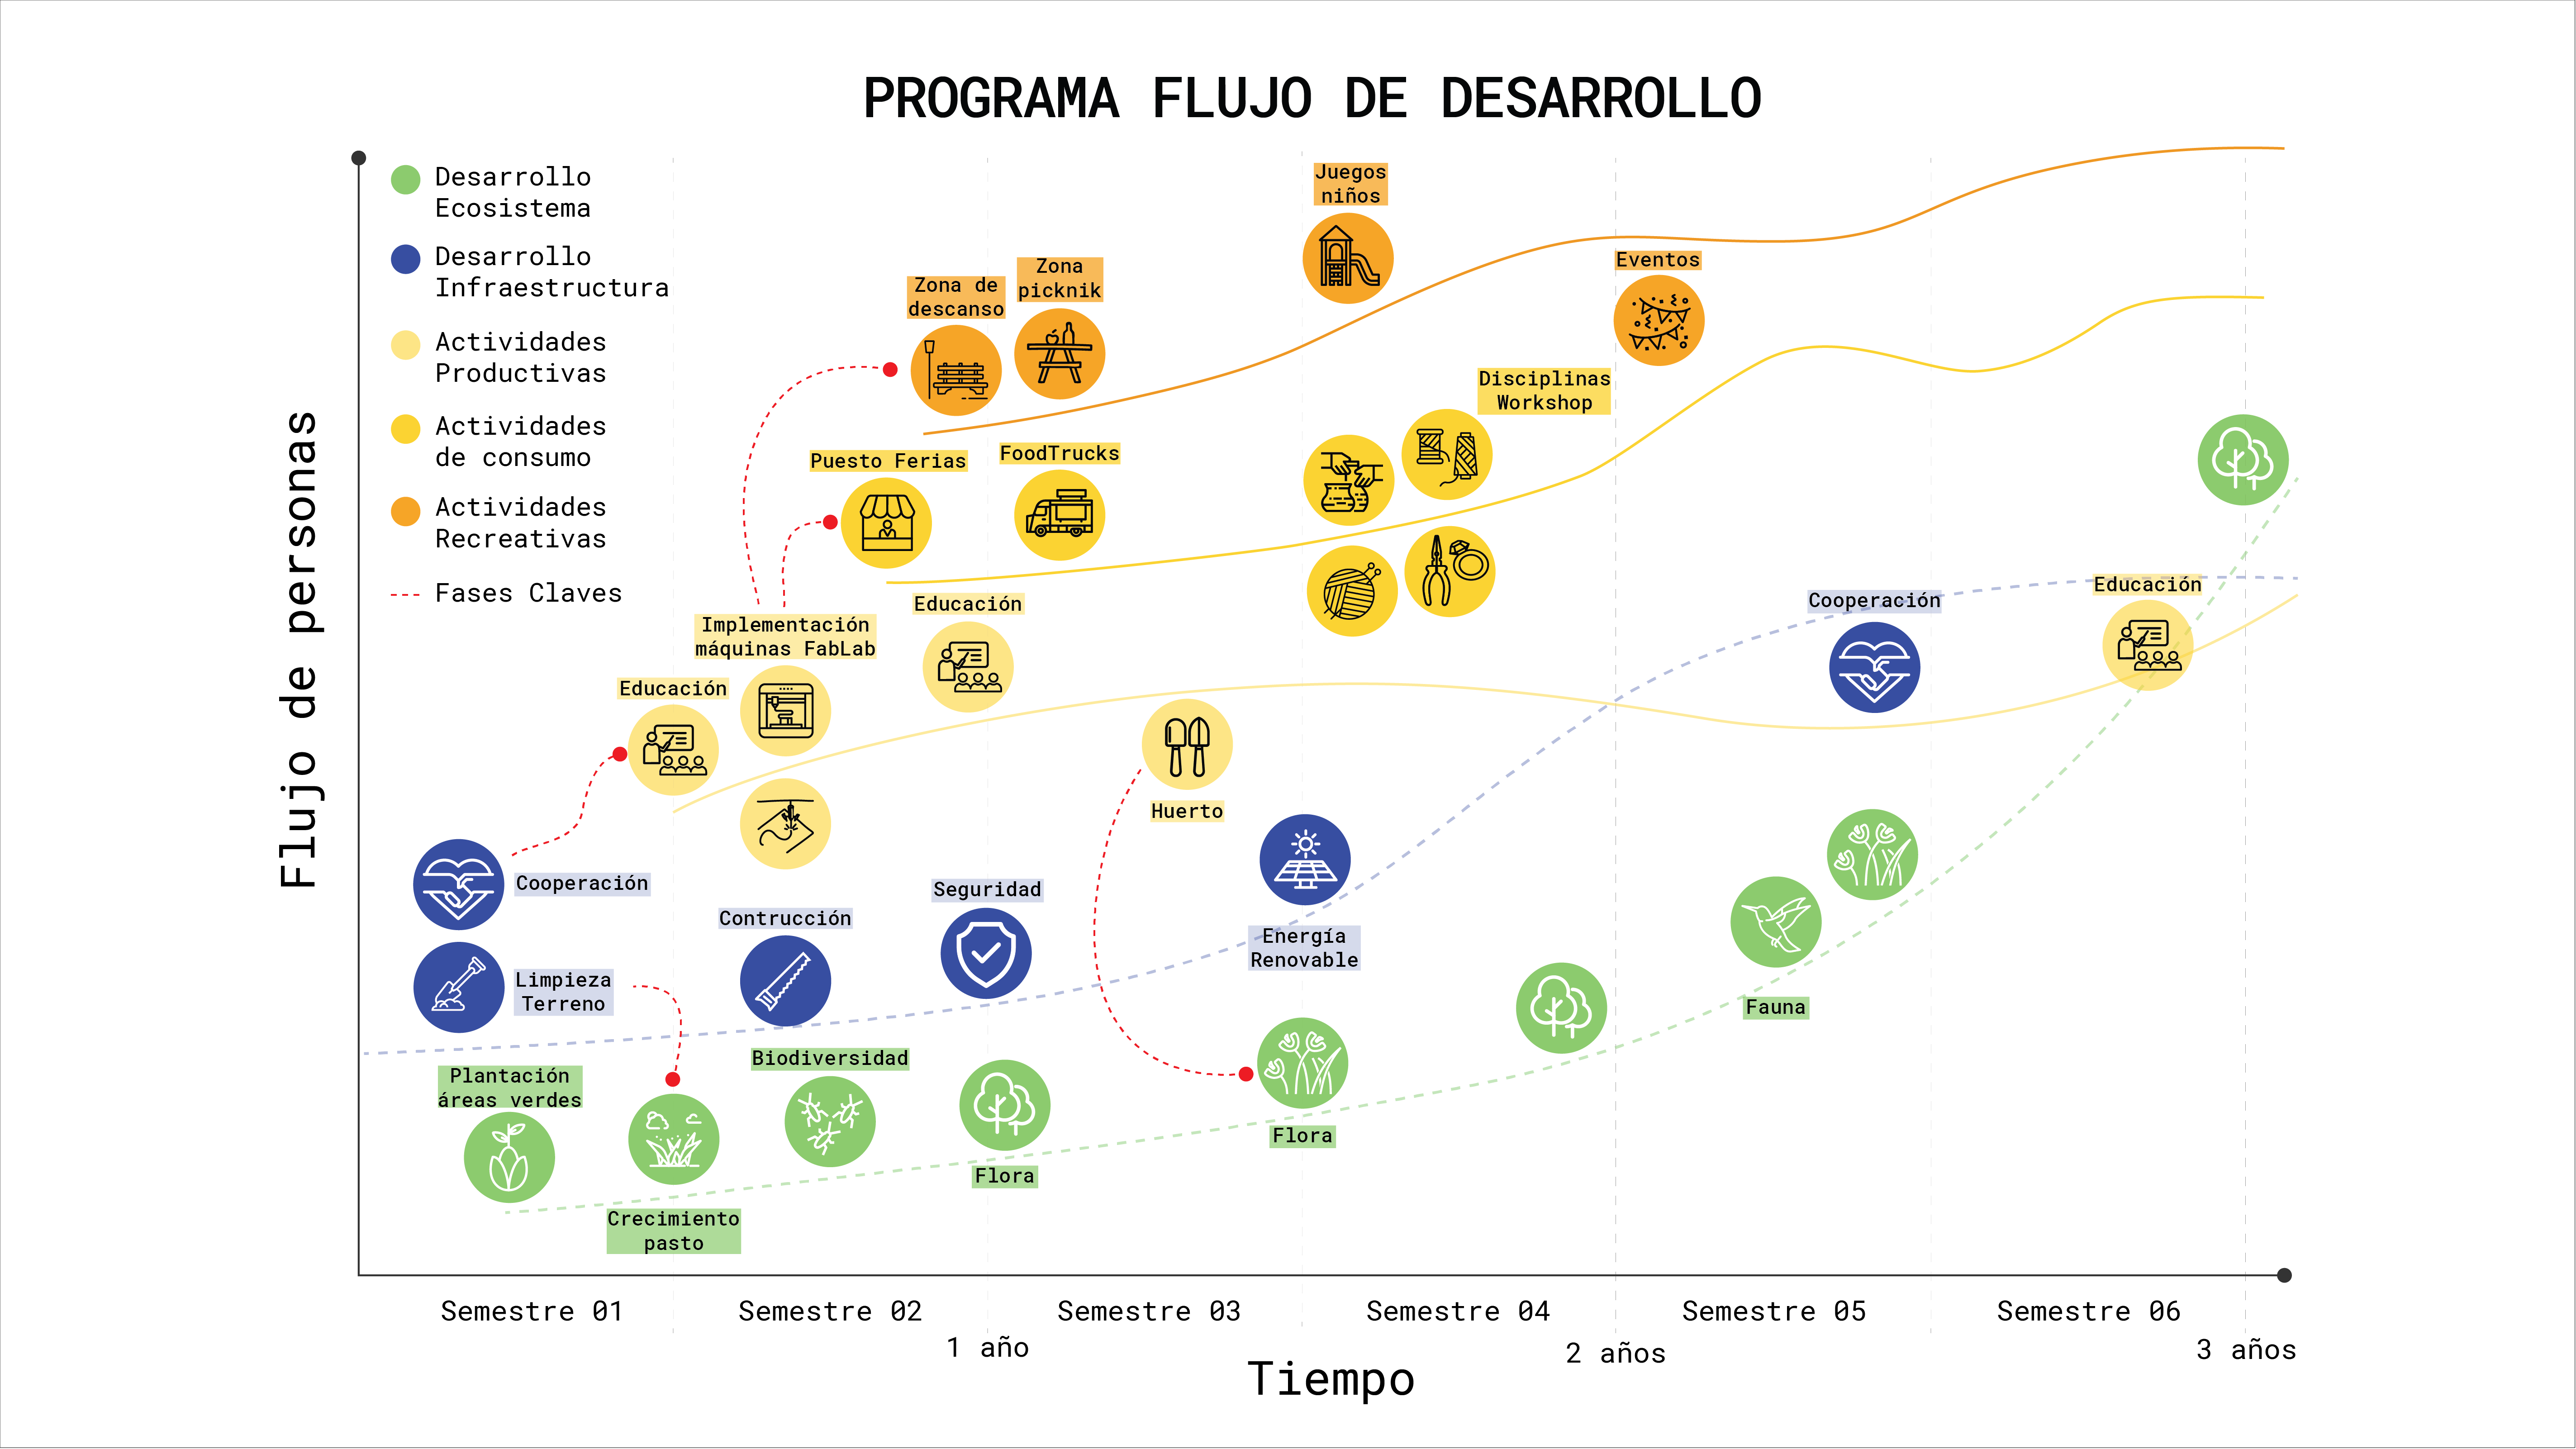 PROGRAMA FLUJO DE DESARROLLO
Desarrollo
Ecosistema
Desarrollo
Infraestructura
Actividades
Productivas
Actividades
de consumo
Actividades
Recreativas
Fases Claves
Flujo de personas
Juegos
niños
Eventos
Zona de
descanso
Zona
picknik
Disciplinas
Workshop
Puesto Ferias
FoodTrucks
Implementación
máquinas FabLab
Educación
Educación
Cooperación
Educación
Huerto
Cooperación
Limpieza
Terreno
Contrucción
Seguridad
Energía
Renovable
Plantación
áreas verdes
Biodiversidad
Crecimiento
pasto
Flora
Flora
Fauna
Semestre 01
Semestre 02
Semestre 03
Semestre 04
Semestre 05
Semestre 06
1 año
2 años
3 años
Tiempo